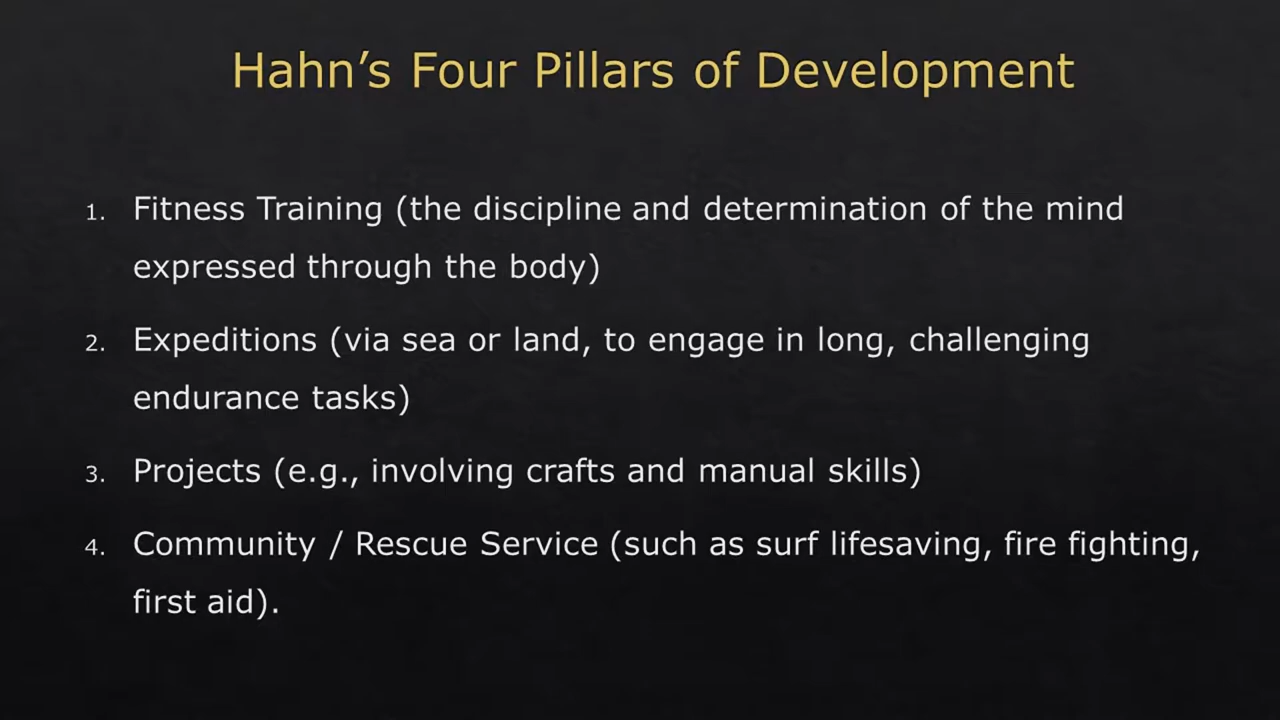 Hahn’s Four Pillars of Development
1. Fitness Training (the discipline and determination of the mind
expressed through the body)
2. Expeditions (via sea or land, to engage in long, challenging
endurance tasks)
3. Projects (e.g., involving crafts and manual skills)
4. Community / Rescue Service (such as surf lifesaving, fire fighting,
first aid).